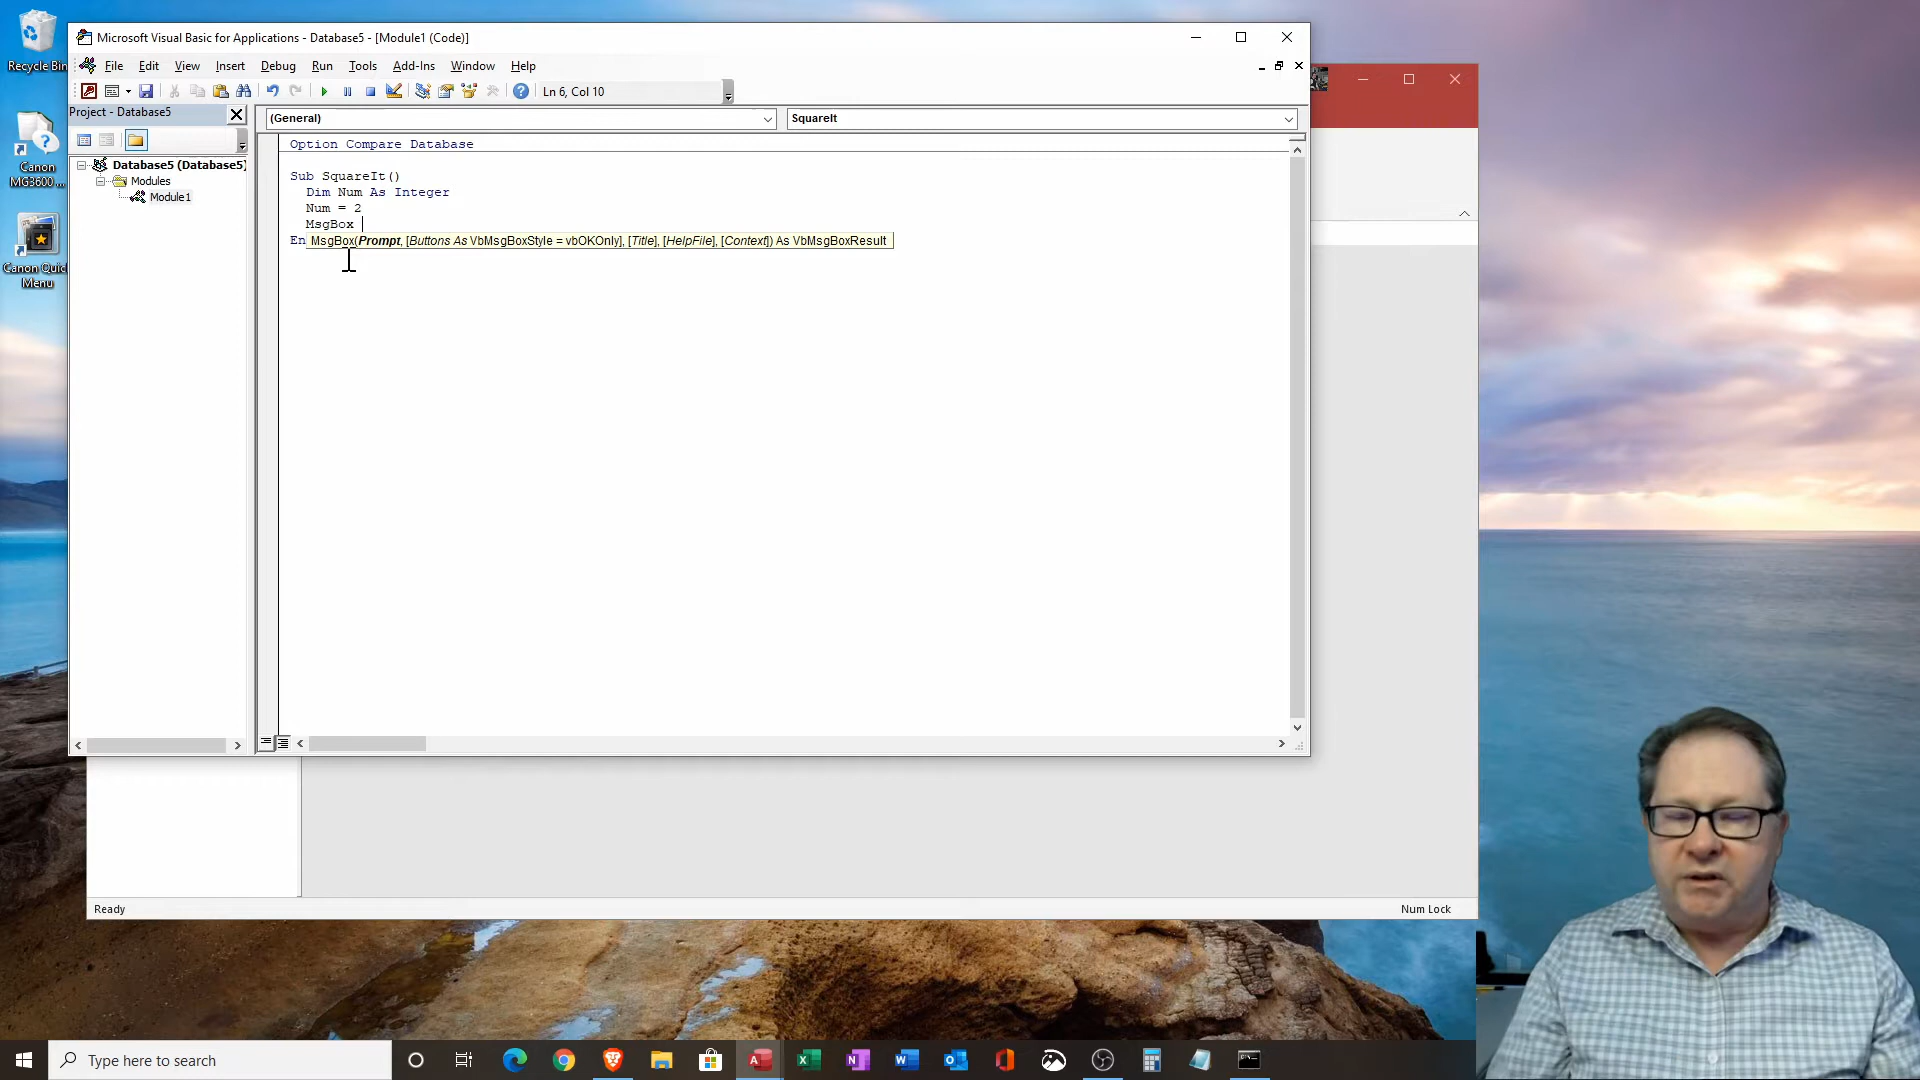 Recycle Bin
Canon
MG3600 ...
Canon Quick
Menu
Microsoft Visual Basic for Applications - Database5 - [Module1 (Code)]
File Edit View Insert Debug Run Tools Add-Ins Window Help
Ln 6, Col 10
Project - Database5
(General)
SquareIt
Database5 (Database5)
Modules
Module1
Option Compare Database
Sub SquareIt()
Dim Num As Integer
Num = 2
MsgBox
En
MsgBox(Prompt, [Buttons As VbMsgBoxStyle = vbOKOnly], [Title], [HelpFile], [Context]) As VbMsgBoxResult
Ready
Num Lock
Type here to search